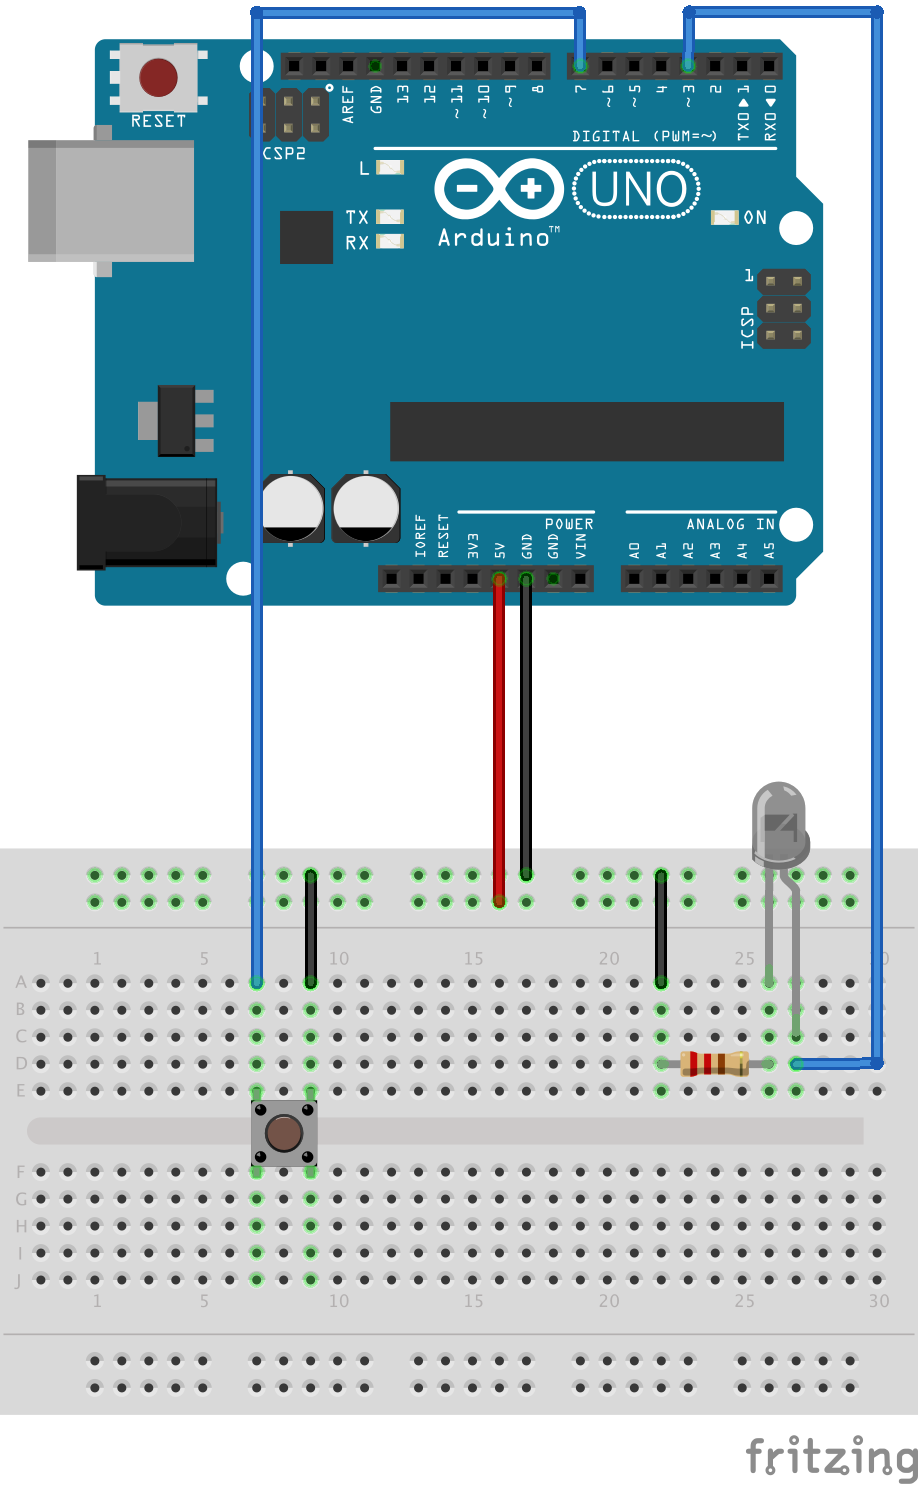 RESET
CSP2
AREF
GND
13
12
~11
~10
~9
8
7
~6
~5
4
~3
2
TX0▶1
RX0◀0
DIGITAL (PWM=~)
L
TX
RX
UNO
Arduino™
ON
1
ICSP
IOREF
RESET
3V3
5V
GND
GND
VIN
POWER
A0
A1
A2
A3
A4
A5
ANALOG IN
1 5 10 15 20 25 30
A
B
C
D
E
F
G
H
I
J
1 5 10 15 20 25 30
fritzing